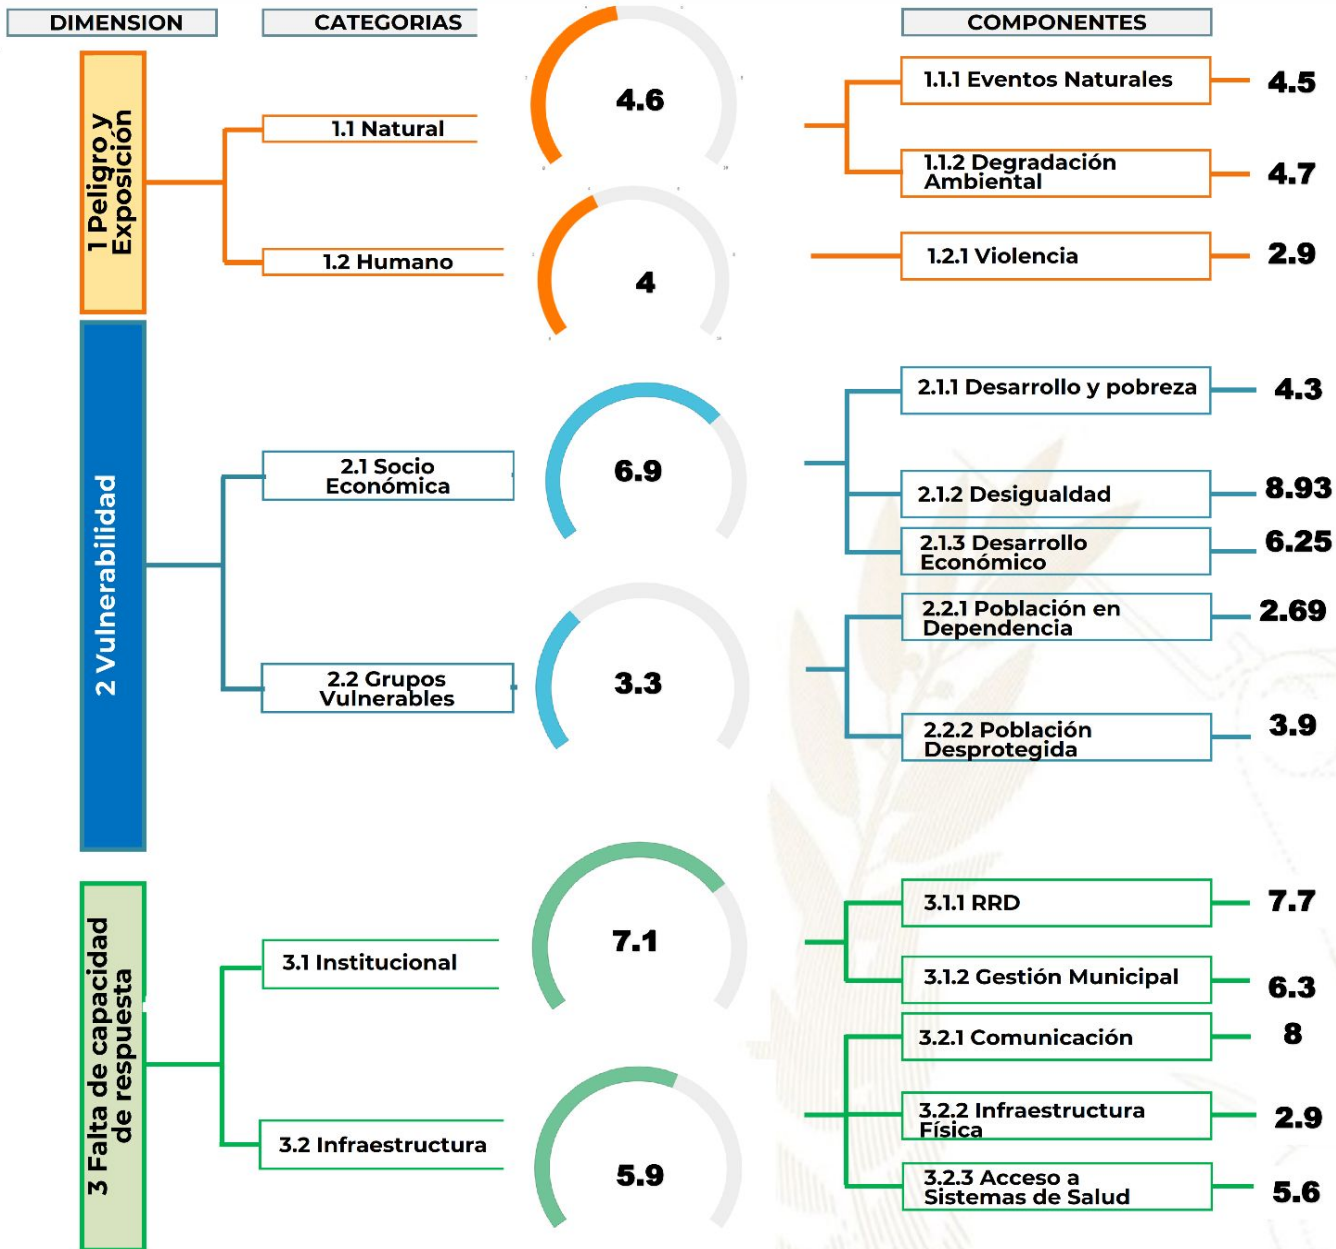 DIMENSION
CATEGORIAS
COMPONENTES
1 Peligro y
Exposición
1.1 Natural
4.6
1.1.1 Eventos Naturales
4.5
1.1.2 Degradación
Ambiental
4.7
1.2 Humano
4
1.2.1 Violencia
2.9
2 Vulnerabilidad
2.1 Socio
Económica
6.9
2.1.1 Desarrollo y pobreza
4.3
2.1.2 Desigualdad
8.93
2.1.3 Desarrollo
Económico
6.25
2.2 Grupos
Vulnerables
3.3
2.2.1 Población en
Dependencia
2.69
2.2.2 Población
Desprotegida
3.9
3 Falta de capacidad
de respuesta
3.1 Institucional
7.1
3.1.1 RRD
7.7
3.1.2 Gestión Municipal
6.3
3.2 Infraestructura
5.9
3.2.1 Comunicación
8
3.2.2 Infraestructura
Física
2.9
3.2.3 Acceso a
Sistemas de Salud
5.6